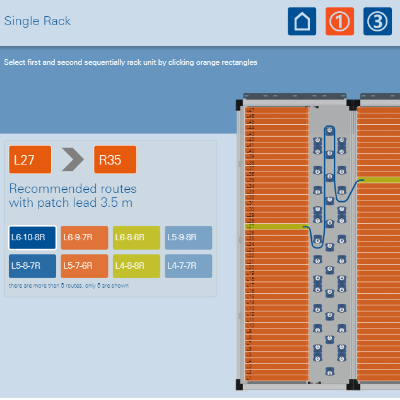 Single Rack
1
3
Select first and second sequentially rack unit by clicking orange rectangles
L27
R35
Recommended routes
with patch lead 3.5 m
L6-10-8R L6-9-7R L6-8-6R L5-9-8R
L5-8-7R L5-7-6R L4-8-8R L4-7-7R
there are more than 8 routes, only 8 are shown